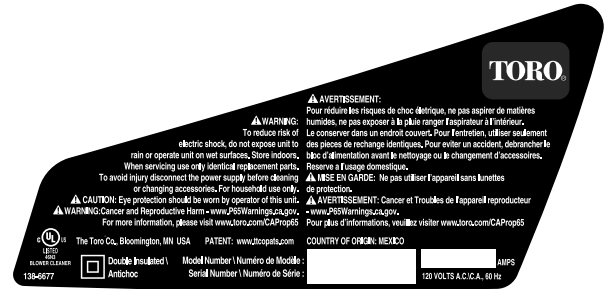 TORO®
⚠ WARNING:
To reduce risk of
electric shock, do not expose unit to
rain or operate unit on wet surfaces. Store indoors.
When servicing use only identical replacement parts.
To avoid injury disconnect the power supply before cleaning
or changing accessories. For household use only.
⚠ CAUTION: Eye protection should be worn by operator of this unit.
⚠ WARNING:Cancer and Reproductive Harm - www.P65Warnings.ca.gov.
For more information, please visit www.toro.com/CAProp65
⚠ AVERTISSEMENT:
Pour réduire les risques de choc életrique, ne pas aspirer de matières
humides, ne pas exposer à la pluie ranger l'aspirateur à l'intérieur.
Le conserver dans un endroit couvert. Pour l'entretien, utiliser seulement
des pieces de rechange identiques. Pour eviter un accident, debrancher le
bloc d'alimentation avant le nettoyage ou le changement d'accessoires.
Reserve a l'usage domestique.
⚠ MISE EN GARDE: Ne pas utiliser l'appareil sans lunettes
de protection.
⚠ AVERTISSEMENT: Cancer et Troubles de l'appareil reproducteur
- www.P65Warnings.ca.gov.
Pour plus d'informations, veuillez visiter www.toro.com/CAProp65
C UL US
LISTED
46N3
BLOWER CLEANER
138-6677
The Toro Co., Bloomington, MN USA PATENT: www.ttcopats.com COUNTRY OF ORIGIN: MEXICO
Double Insulated \
Antichoc
Model Number \ Numéro de Modèle :
Serial Number \ Numéro de Série :
AMPS
120 VOLTS A.C.\C.A., 60 Hz